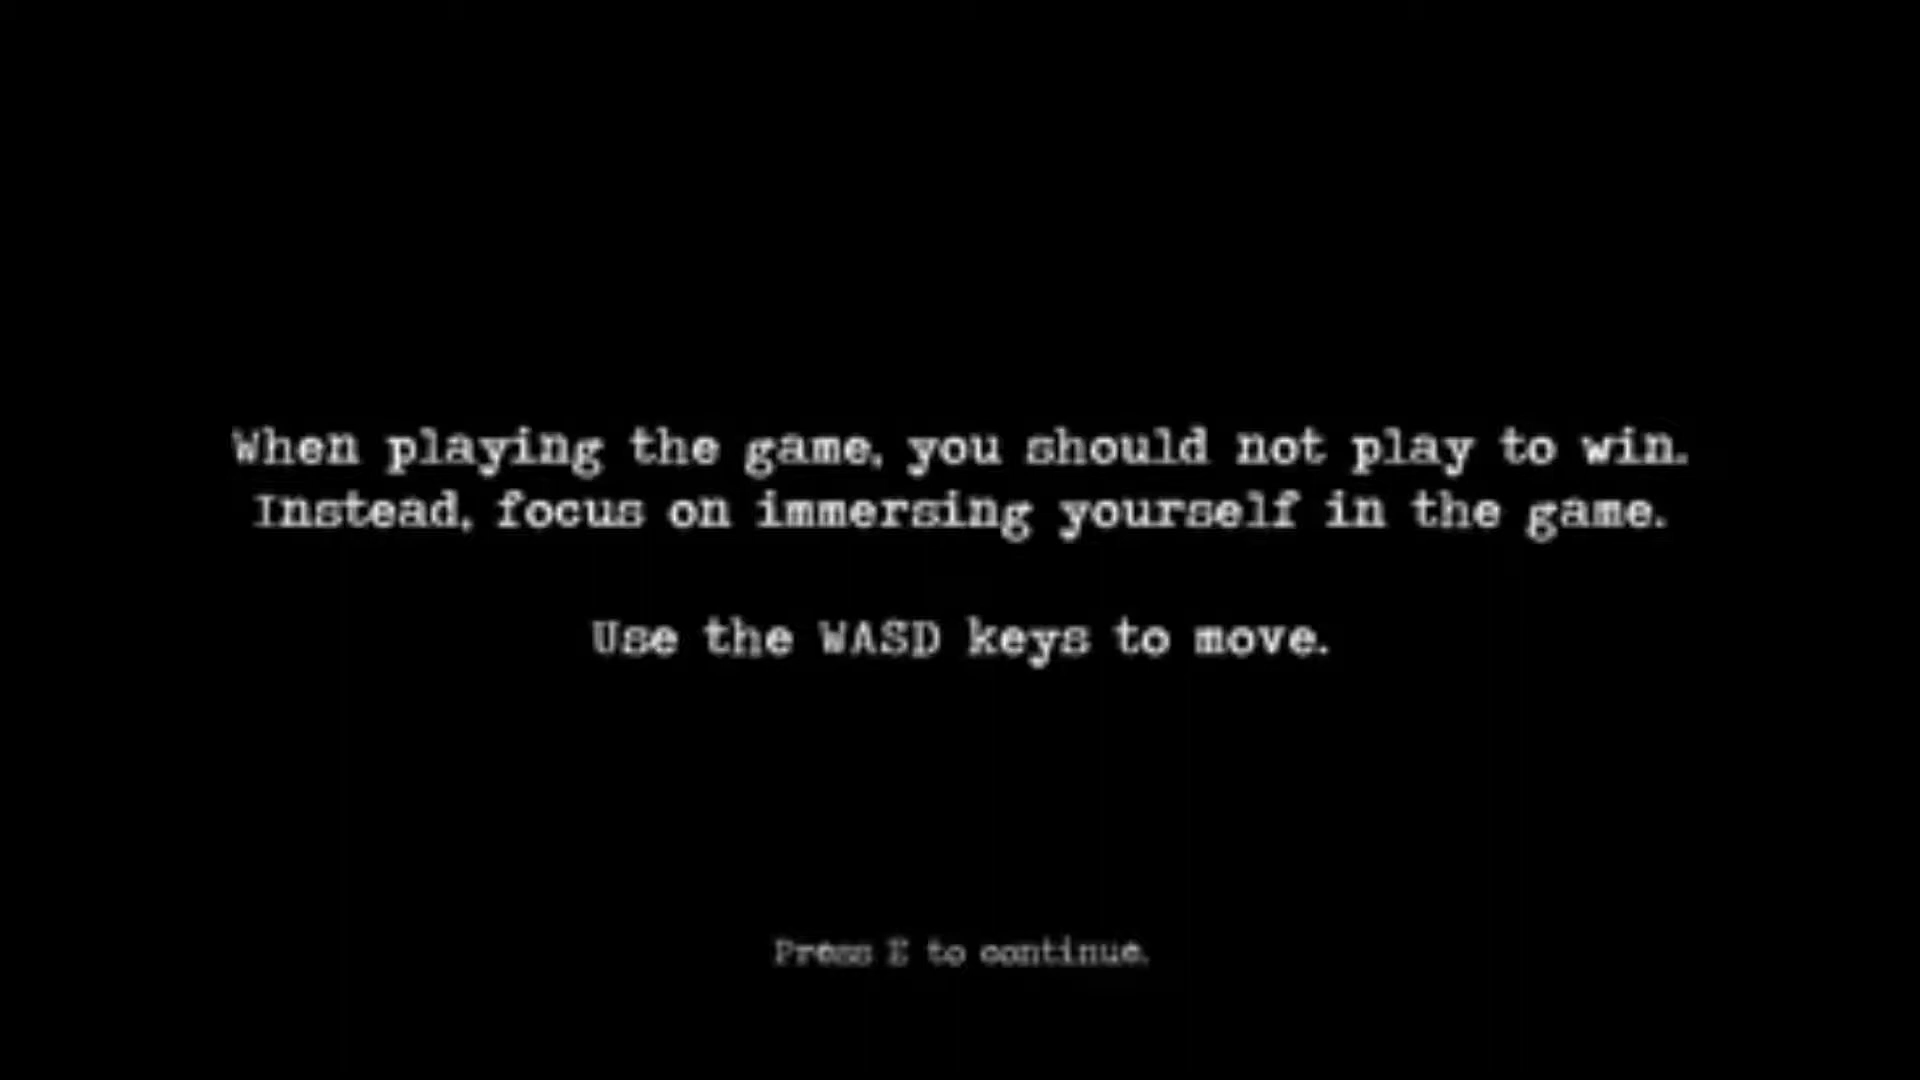 When playing the game, you should not play to win.
Instead, focus on immersing yourself in the game.
Use the WASD keys to move.
Press E to continue.